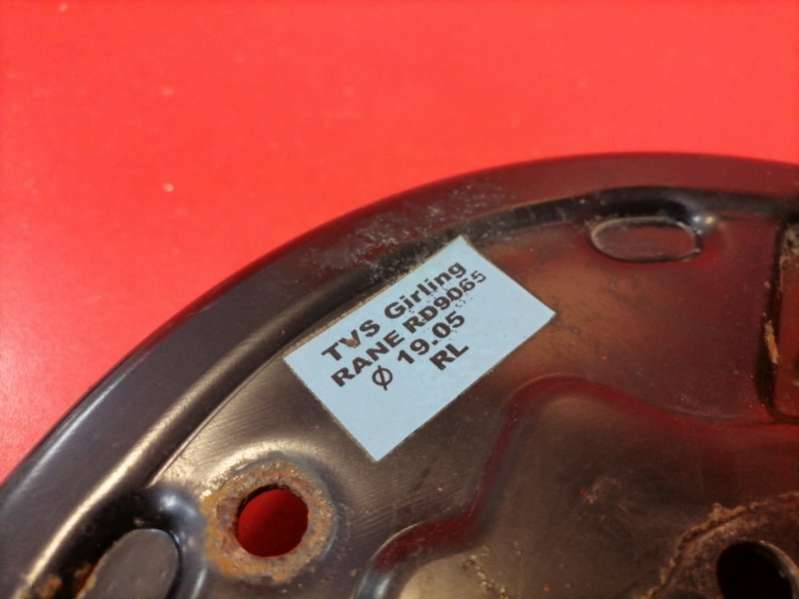 TVS Girling
RANE RD9065
Ø 19.05
RL